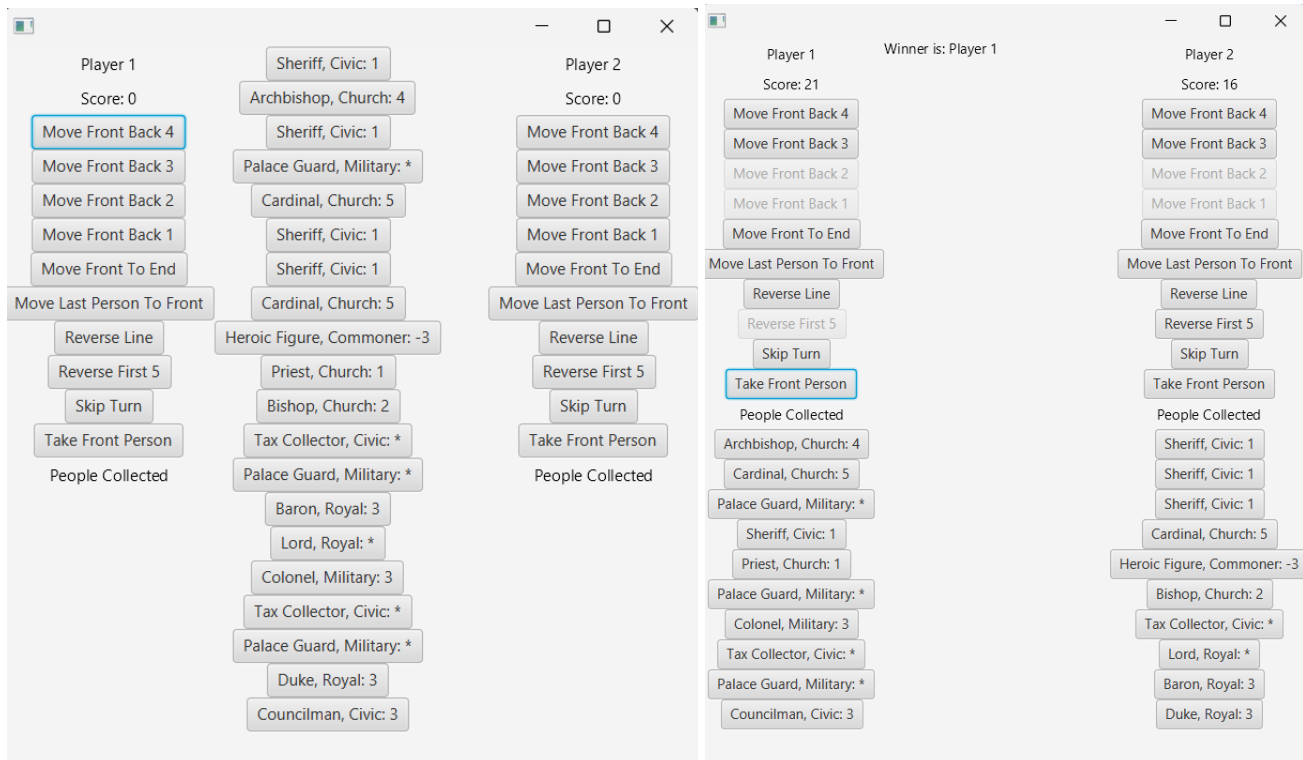 Player 1
Score: 0
Move Front Back 4
Move Front Back 3
Move Front Back 2
Move Front Back 1
Move Front To End
Move Last Person To Front
Reverse Line
Reverse First 5
Skip Turn
Take Front Person
People Collected
Sheriff, Civic: 1
Archbishop, Church: 4
Sheriff, Civic: 1
Palace Guard, Military: *
Cardinal, Church: 5
Sheriff, Civic: 1
Sheriff, Civic: 1
Cardinal, Church: 5
Heroic Figure, Commoner: -3
Priest, Church: 1
Bishop, Church: 2
Tax Collector, Civic: *
Palace Guard, Military: *
Baron, Royal: 3
Lord, Royal: *
Colonel, Military: 3
Tax Collector, Civic: *
Palace Guard, Military: *
Duke, Royal: 3
Councilman, Civic: 3
Player 2
Score: 0
Move Front Back 4
Move Front Back 3
Move Front Back 2
Move Front Back 1
Move Front To End
Move Last Person To Front
Reverse Line
Reverse First 5
Skip Turn
Take Front Person
People Collected
Player 1
Score: 21
Move Front Back 4
Move Front Back 3
Move Front Back 2
Move Front Back 1
Move Front To End
Move Last Person To Front
Reverse Line
Reverse First 5
Skip Turn
Take Front Person
People Collected
Archbishop, Church: 4
Cardinal, Church: 5
Palace Guard, Military: *
Sheriff, Civic: 1
Priest, Church: 1
Palace Guard, Military: *
Colonel, Military: 3
Tax Collector, Civic: *
Palace Guard, Military: *
Councilman, Civic: 3
Winner is: Player 1
Player 2
Score: 16
Move Front Back 4
Move Front Back 3
Move Front Back 2
Move Front Back 1
Move Front To End
Move Last Person To Front
Reverse Line
Reverse First 5
Skip Turn
Take Front Person
People Collected
Sheriff, Civic: 1
Sheriff, Civic: 1
Sheriff, Civic: 1
Cardinal, Church: 5
Heroic Figure, Commoner: -3
Bishop, Church: 2
Tax Collector, Civic: *
Lord, Royal: *
Baron, Royal: 3
Duke, Royal: 3